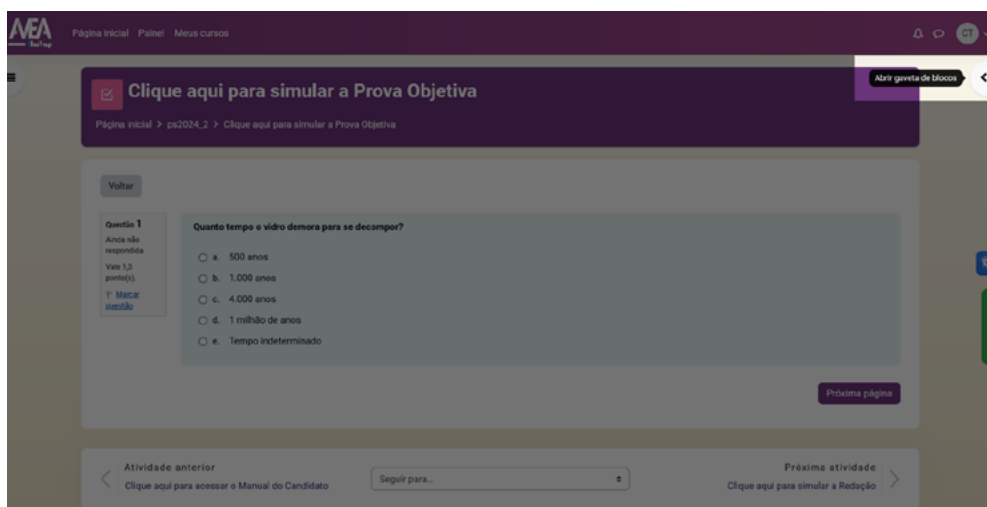 Página inicial Painel Meus cursos
GT
Abrir gaveta de blocos
Clique aqui para simular a Prova Objetiva
Página inicial > ps2024_2 > Clique aqui para simular a Prova Objetiva
Voltar
Questão 1
Ainda não
respondida
Vale 1,0
ponto(s).
Marcar
questão
Quanto tempo o vidro demora para se decompor?
a. 500 anos
b. 1.000 anos
c. 4.000 anos
d. 1 milhão de anos
e. Tempo indeterminado
Próxima página
Atividade anterior
Clique aqui para acessar o Manual do Candidato
Seguir para...
Próxima atividade
Clique aqui para simular a Redação